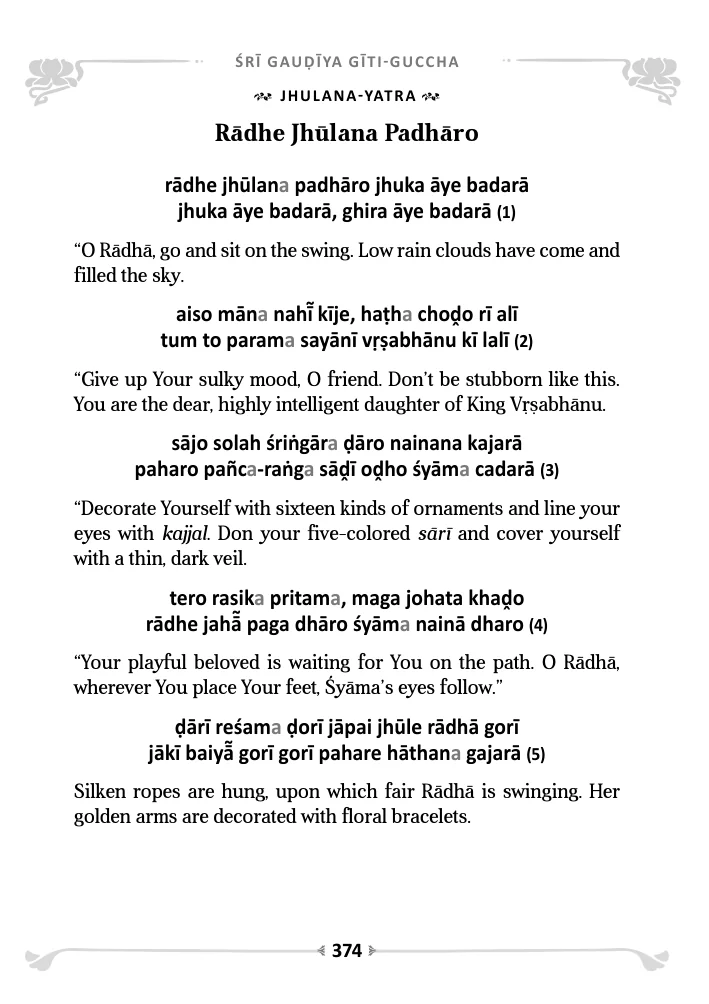 ŚRĪ GAUḌĪYA GĪTI-GUCCHA
JHULANA-YATRA
Rādhe Jhūlana Padhāro
rādhe jhūlana padhāro jhuka āye badarā
jhuka āye badarā, ghira āye badarā (1)
“O Rādhā, go and sit on the swing. Low rain clouds have come and
filled the sky.
aiso māna nahī̃ kīje, haṭha choḓo rī alī
tum to parama sayānī vṛṣabhānu kī lalī (2)
“Give up Your sulky mood, O friend. Don’t be stubborn like this.
You are the dear, highly intelligent daughter of King Vṛṣabhānu.
sājo solah śriṅgāra ḍāro nainana kajarā
paharo pañca-raṅga sāḓī oḓho śyāma cadarā (3)
“Decorate Yourself with sixteen kinds of ornaments and line your
eyes with kajjal. Don your five-colored sārī and cover yourself
with a thin, dark veil.
tero rasika pritama, maga johata khaḓo
rādhe jahā̃ paga dhāro śyāma nainā dharo (4)
“Your playful beloved is waiting for You on the path. O Rādhā,
wherever You place Your feet, Śyāma’s eyes follow.”
ḍārī reśama ḍorī jāpai jhūle rādhā gorī
jākī baiyā̃ gorī gorī pahare hāthana gajarā (5)
Silken ropes are hung, upon which fair Rādhā is swinging. Her
golden arms are decorated with floral bracelets.
374